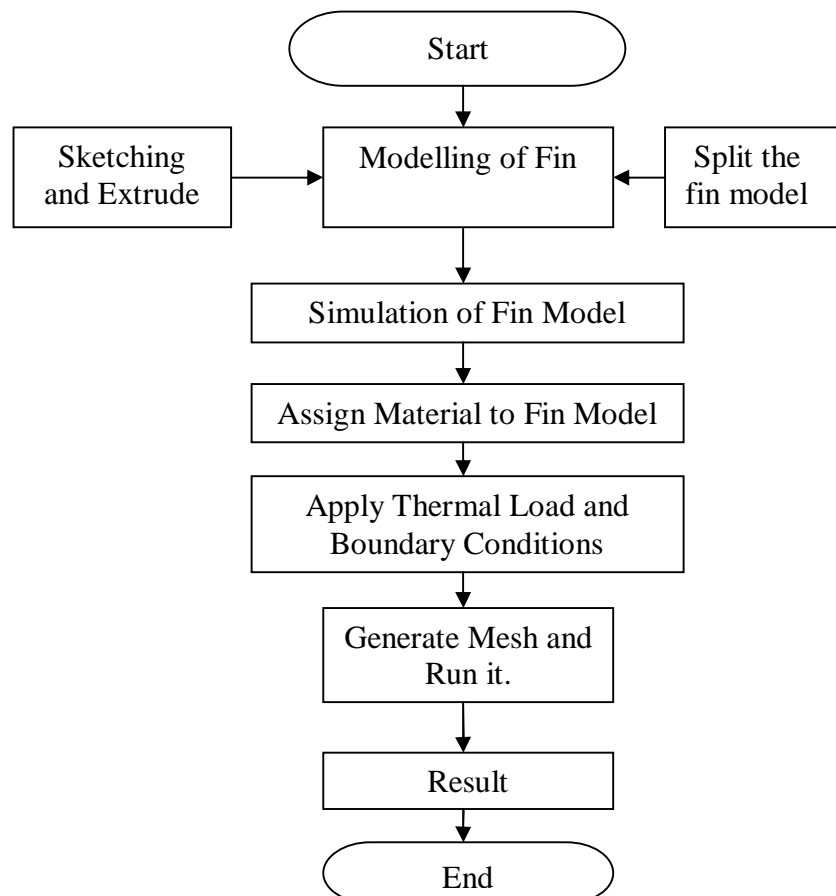 Start
Sketching
and Extrude
Modelling of Fin
Split the
fin model
Simulation of Fin Model
Assign Material to Fin Model
Apply Thermal Load and
Boundary Conditions
Generate Mesh and
Run it.
Result
End